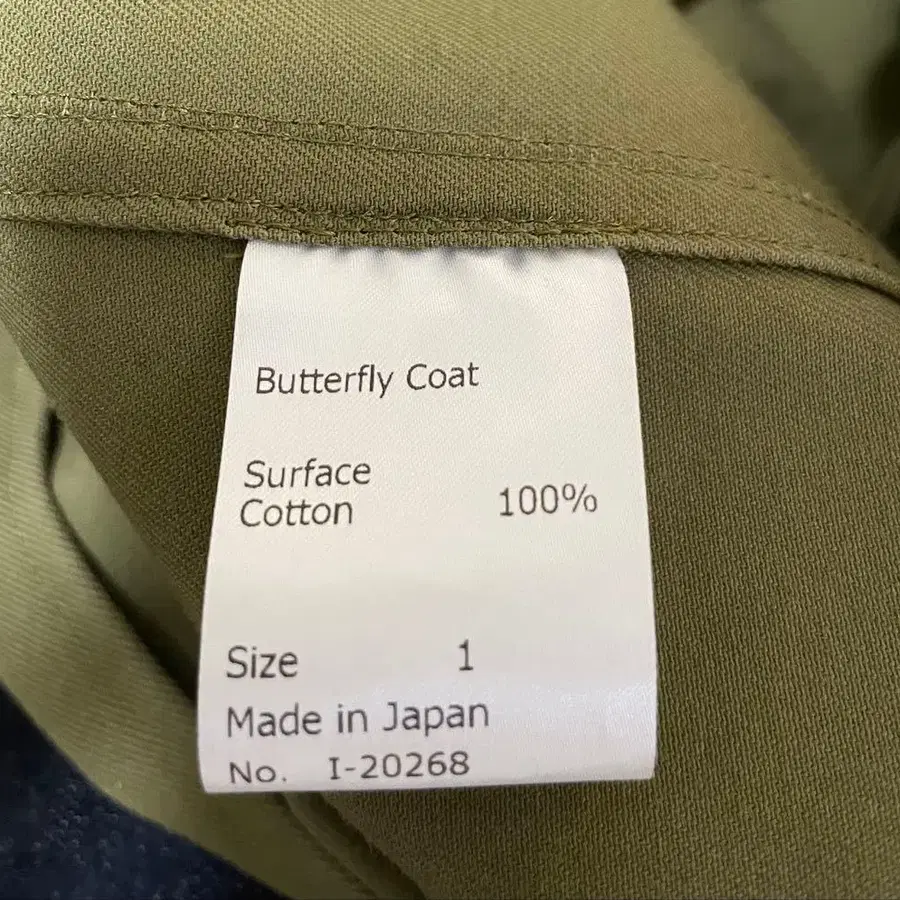 Butterfly Coat
Surface
Cotton 100%
Size 1
Made in Japan
No. I-20268